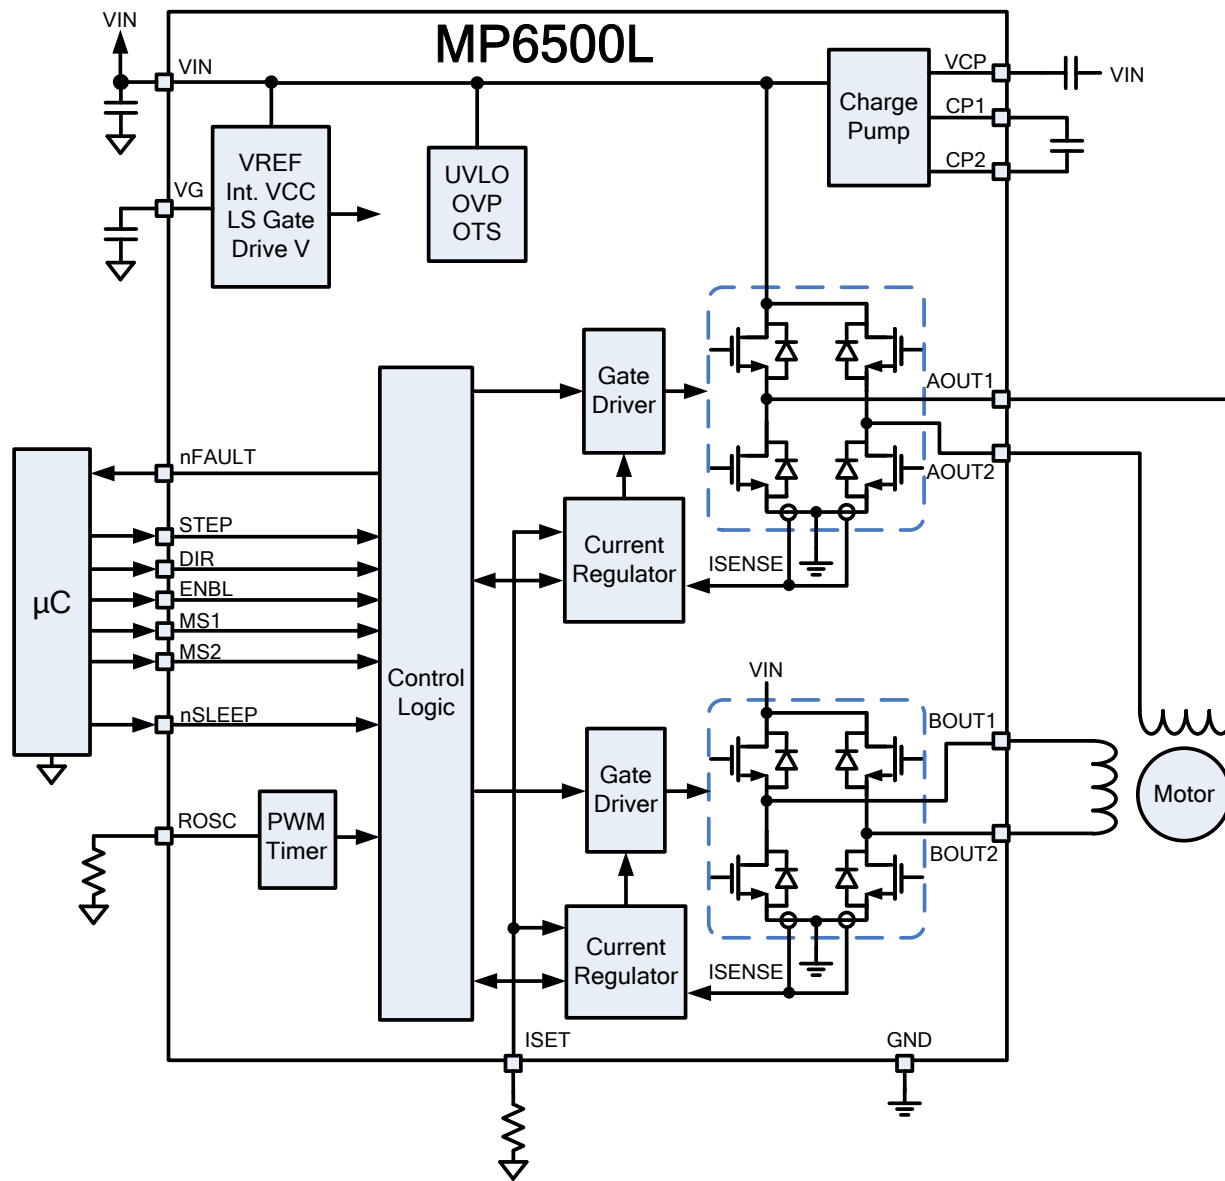 VIN
MP6500L
VIN
VCP
VIN
Charge
Pump
CP1
CP2
VREF
Int. VCC
LS Gate
Drive V
UVLO
OVP
OTS
VG
Gate
Driver
AOUT1
AOUT2
nFAULT
STEP
DIR
ENBL
MS1
MS2
nSLEEP
µC
Control
Logic
Current
Regulator
ISENSE
VIN
BOUT1
BOUT2
Motor
Gate
Driver
ROSC
PWM
Timer
Current
Regulator
ISENSE
ISET
GND